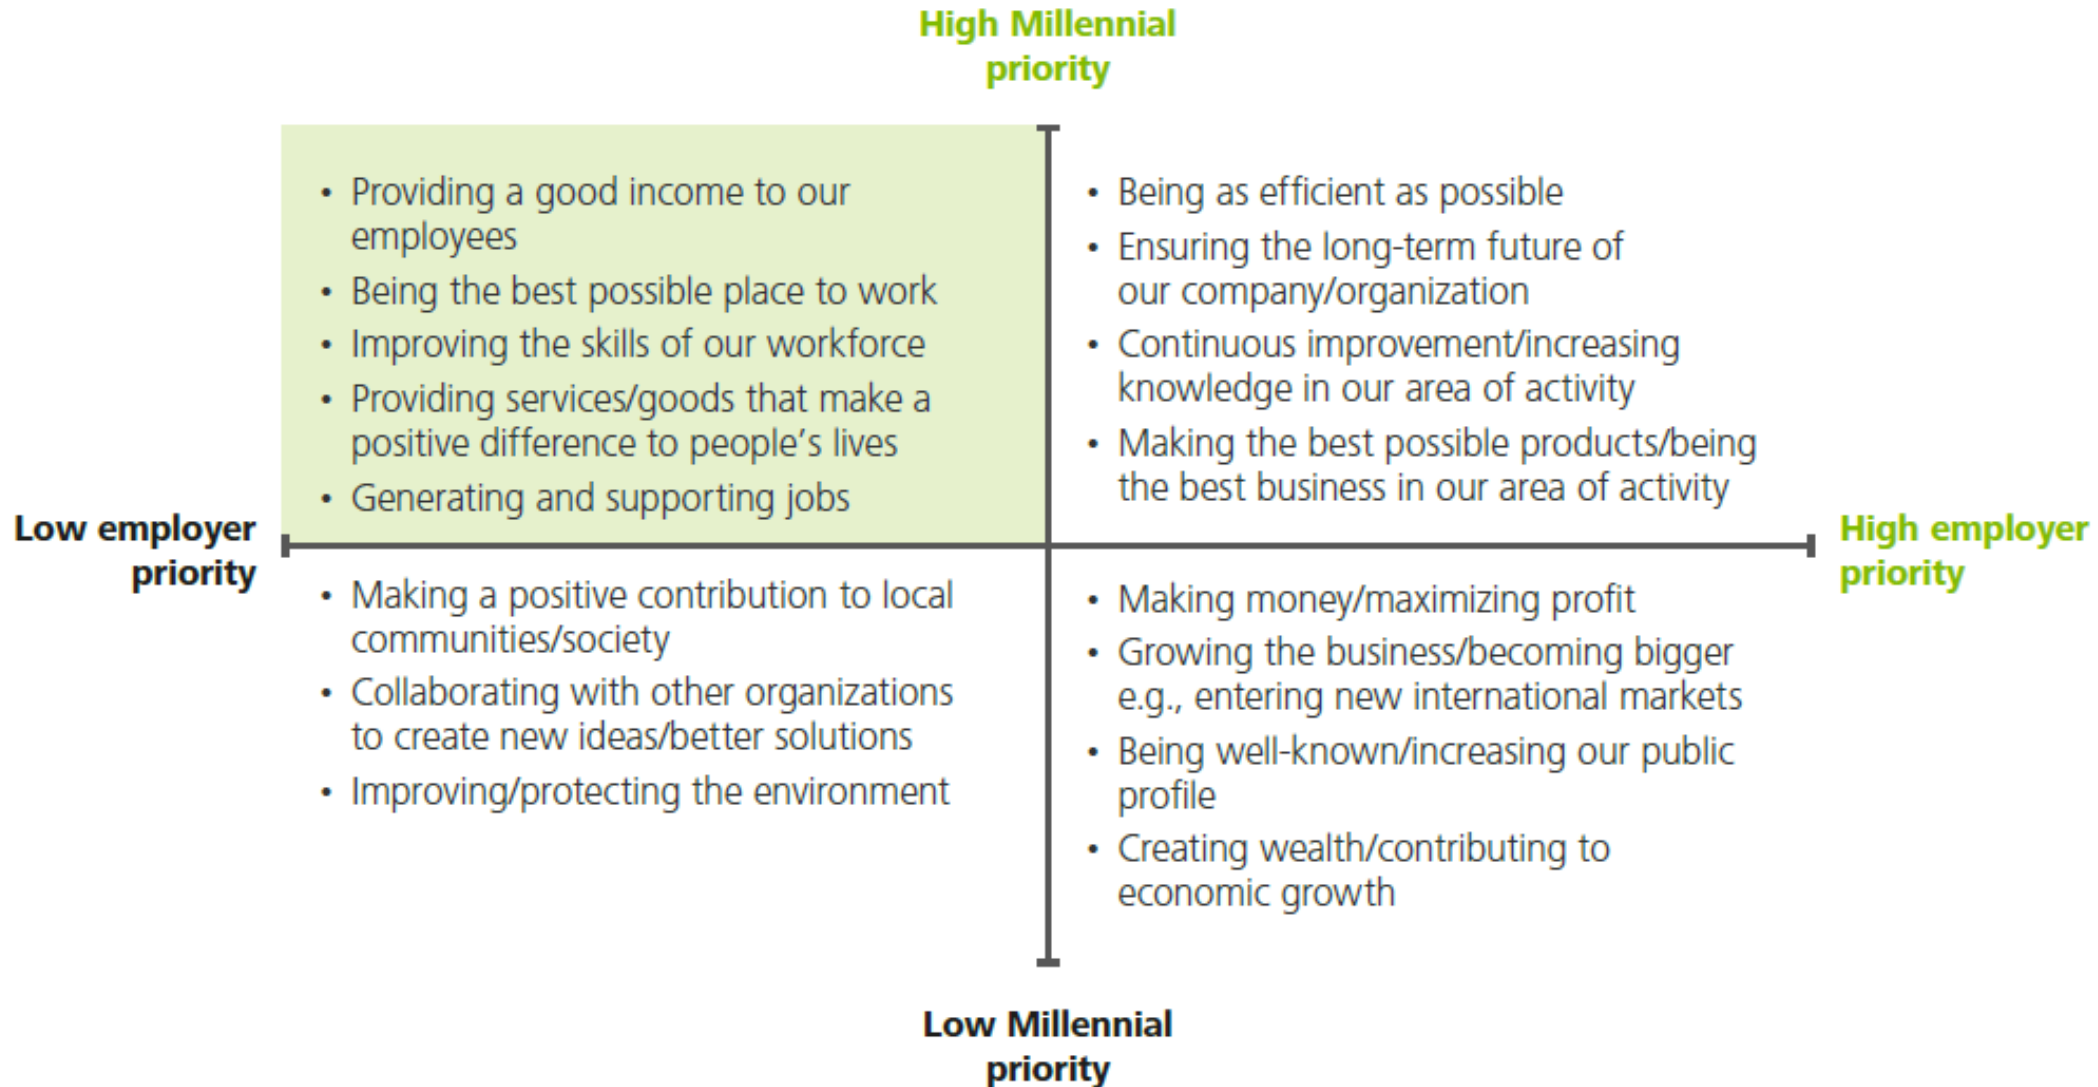 High Millennial
priority
• Providing a good income to our
employees
• Being the best possible place to work
• Improving the skills of our workforce
• Providing services/goods that make a
positive difference to people’s lives
• Generating and supporting jobs
• Being as efficient as possible
• Ensuring the long-term future of
our company/organization
• Continuous improvement/increasing
knowledge in our area of activity
• Making the best possible products/being
the best business in our area of activity
Low employer
priority
High employer
priority
• Making a positive contribution to local
communities/society
• Collaborating with other organizations
to create new ideas/better solutions
• Improving/protecting the environment
• Making money/maximizing profit
• Growing the business/becoming bigger
e.g., entering new international markets
• Being well-known/increasing our public
profile
• Creating wealth/contributing to
economic growth
Low Millennial
priority